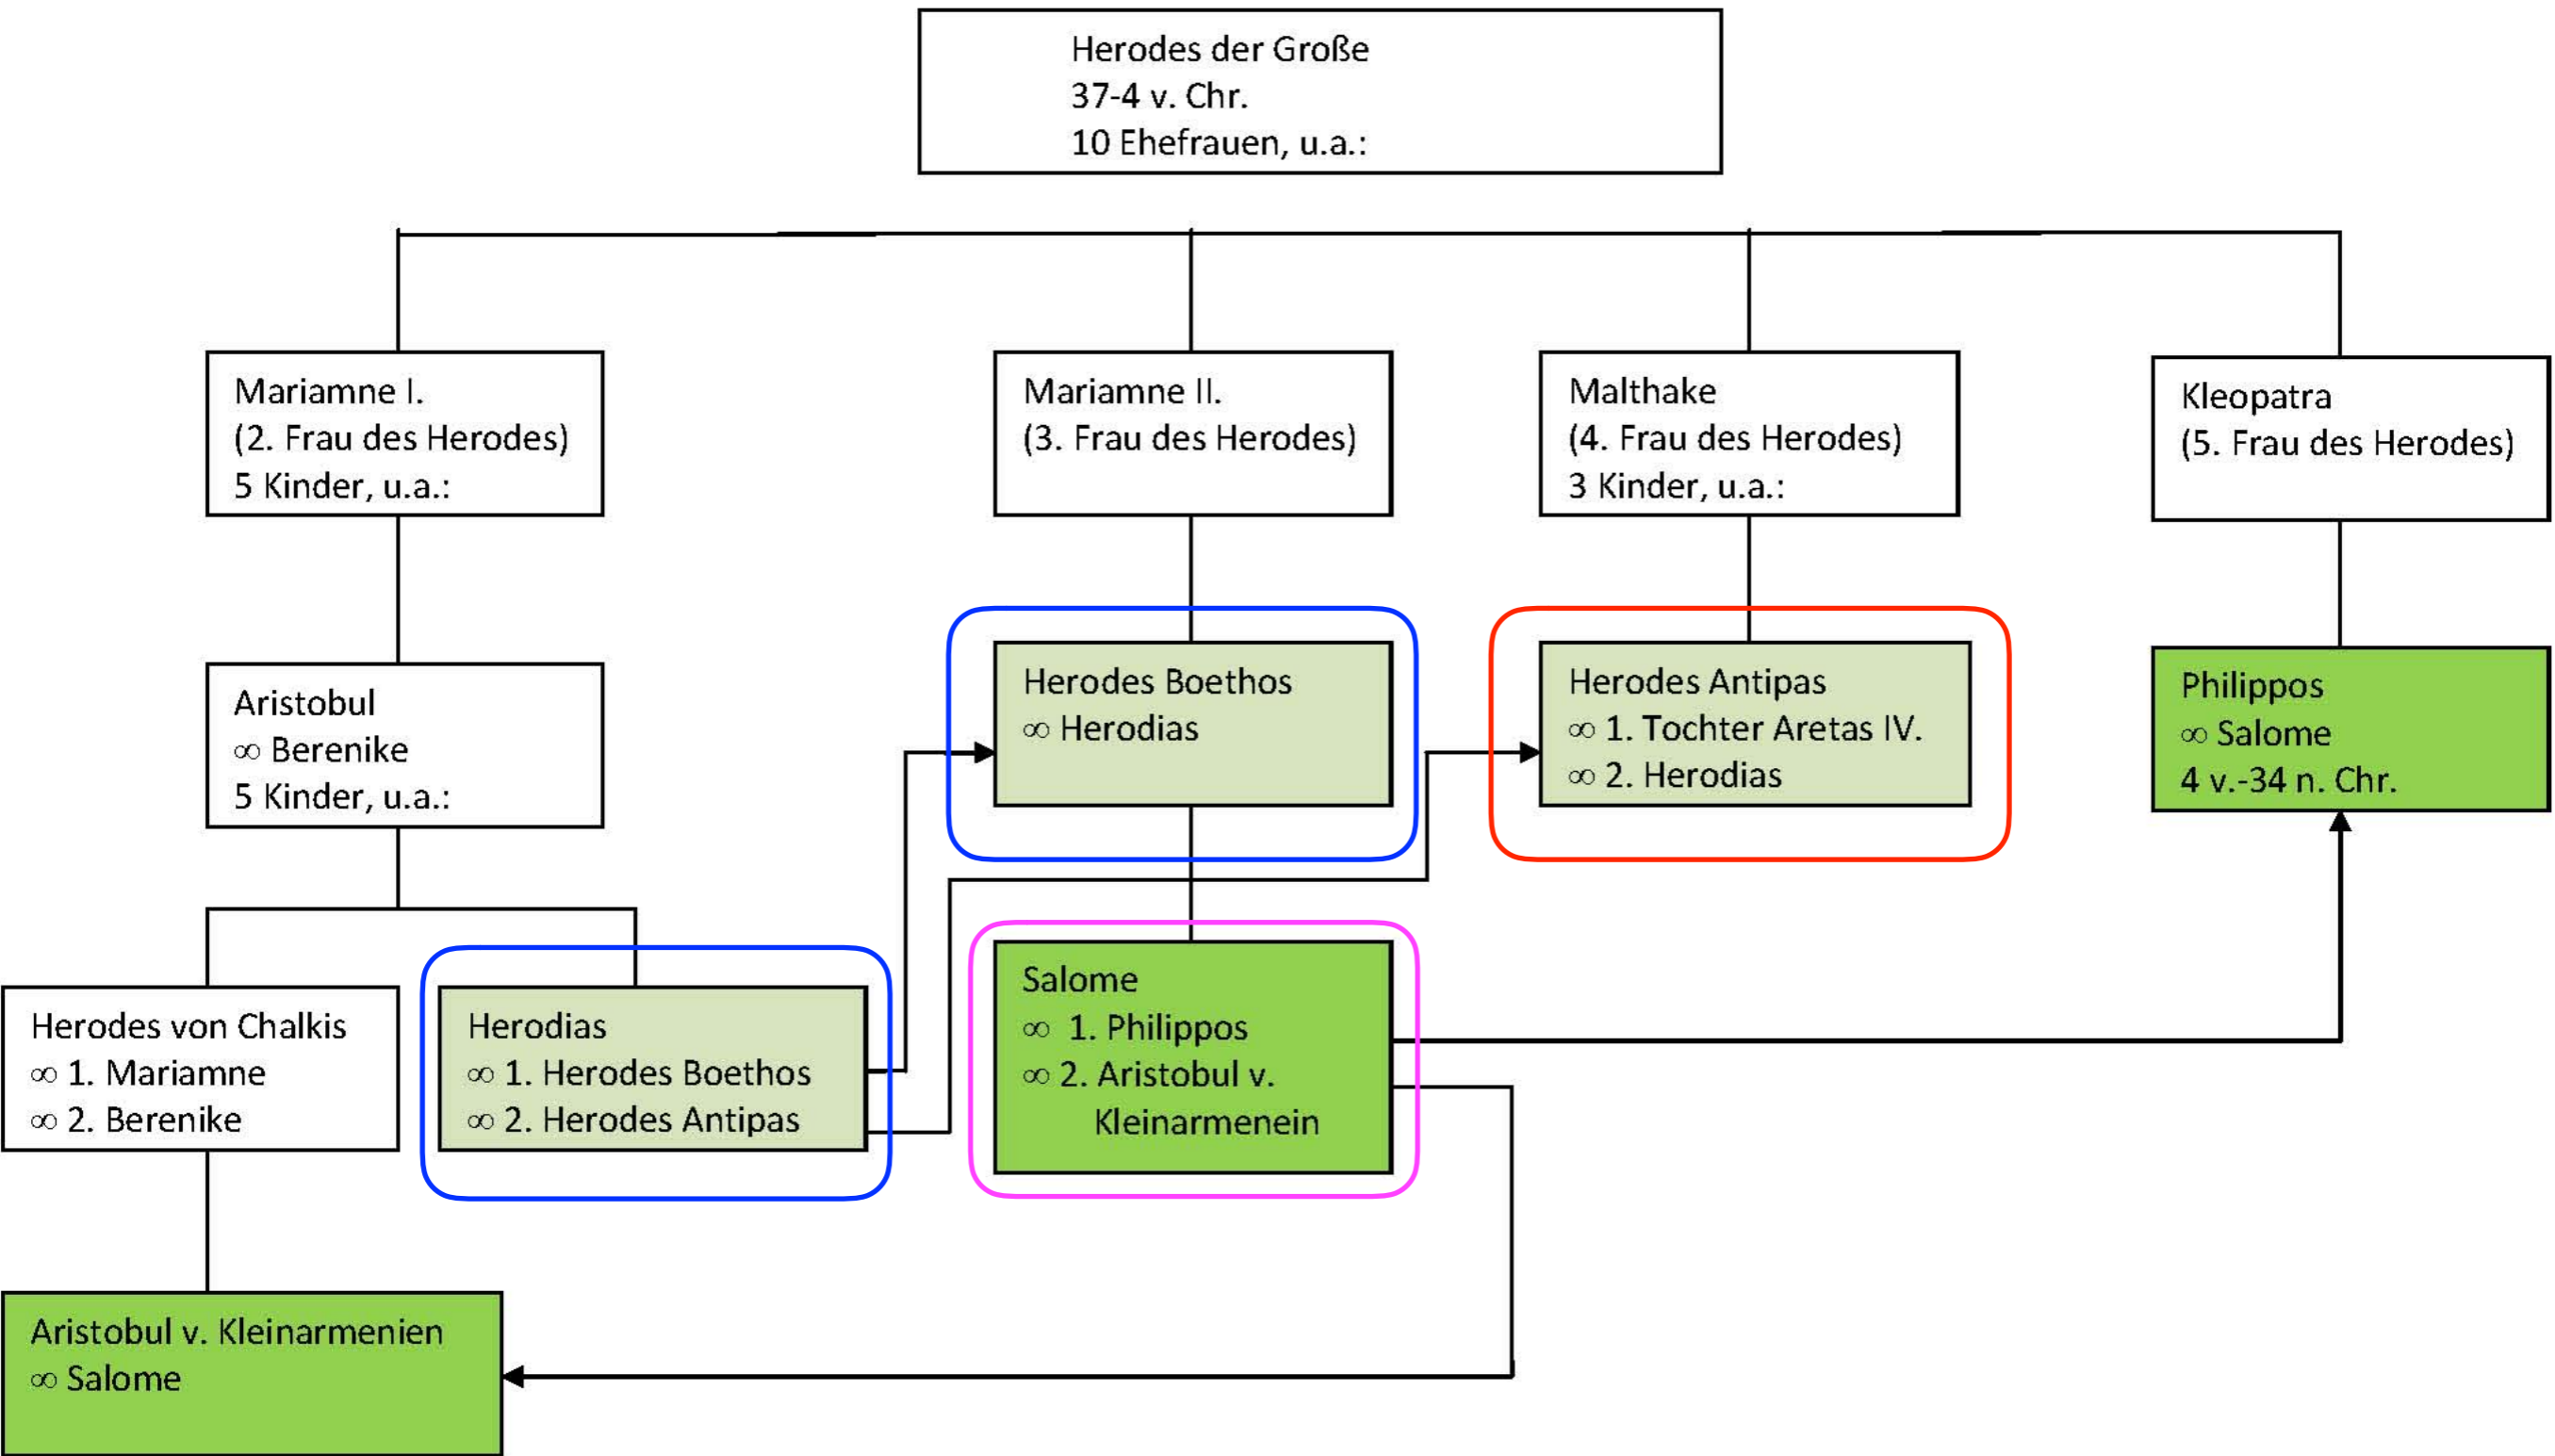 Herodes der Große
37-4 v. Chr.
10 Ehefrauen, u.a.:
Mariamne I.
(2. Frau des Herodes)
5 Kinder, u.a.:
Mariamne II.
(3. Frau des Herodes)
Malthake
(4. Frau des Herodes)
3 Kinder, u.a.:
Kleopatra
(5. Frau des Herodes)
Aristobul
∞ Berenike
5 Kinder, u.a.:
Herodes Boethos
∞ Herodias
Herodes Antipas
∞ 1. Tochter Aretas IV.
∞ 2. Herodias
Philippos
∞ Salome
4 v.-34 n. Chr.
Herodes von Chalkis
∞ 1. Mariamne
∞ 2. Berenike
Herodias
∞ 1. Herodes Boethos
∞ 2. Herodes Antipas
Salome
∞ 1. Philippos
∞ 2. Aristobul v.
Kleinarmenein
Aristobul v. Kleinarmenien
∞ Salome